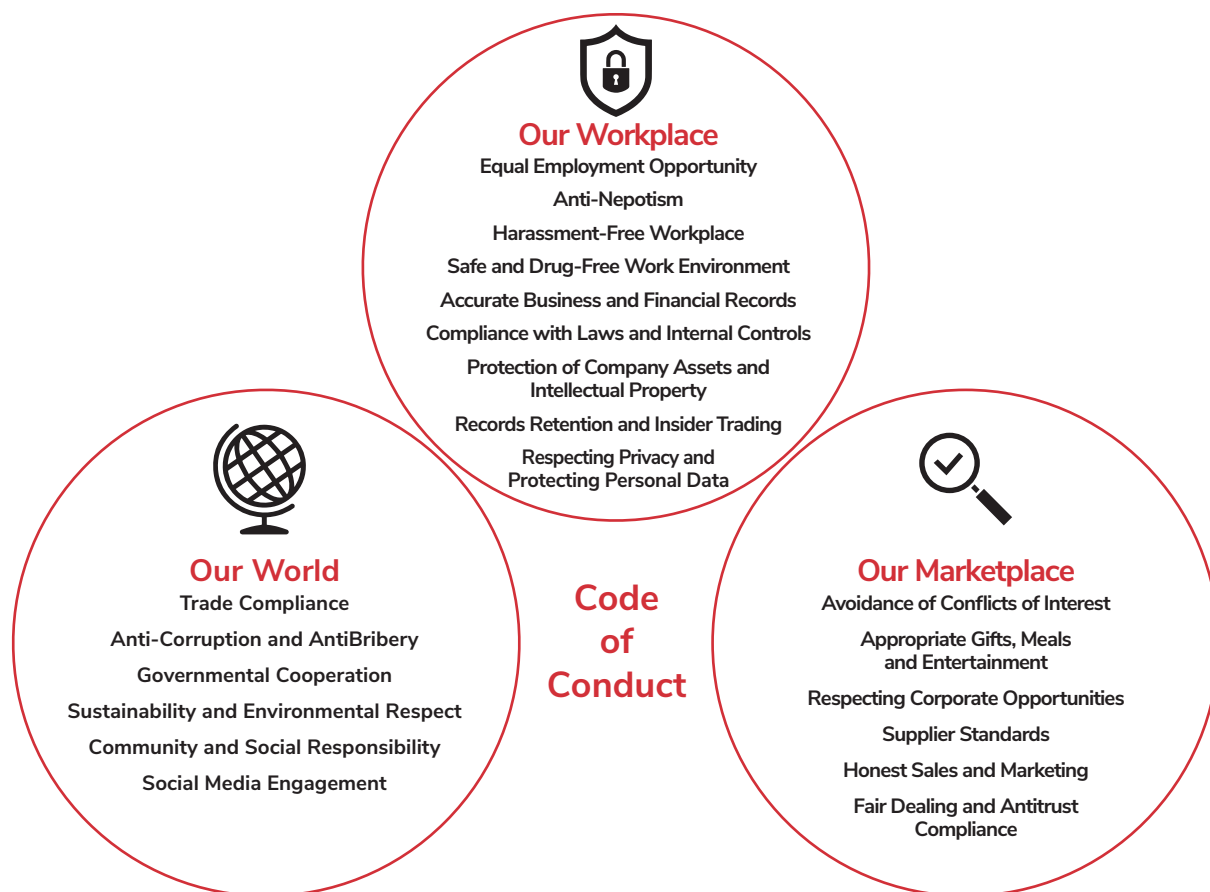 Our Workplace
Equal Employment Opportunity
Anti-Nepotism
Harassment-Free Workplace
Safe and Drug-Free Work Environment
Accurate Business and Financial Records
Compliance with Laws and Internal Controls
Protection of Company Assets and
Intellectual Property
Records Retention and Insider Trading
Respecting Privacy and
Protecting Personal Data
Our World
Trade Compliance
Anti-Corruption and AntiBribery
Governmental Cooperation
Sustainability and Environmental Respect
Community and Social Responsibility
Social Media Engagement
Code
of
Conduct
Our Marketplace
Avoidance of Conflicts of Interest
Appropriate Gifts, Meals
and Entertainment
Respecting Corporate Opportunities
Supplier Standards
Honest Sales and Marketing
Fair Dealing and Antitrust
Compliance